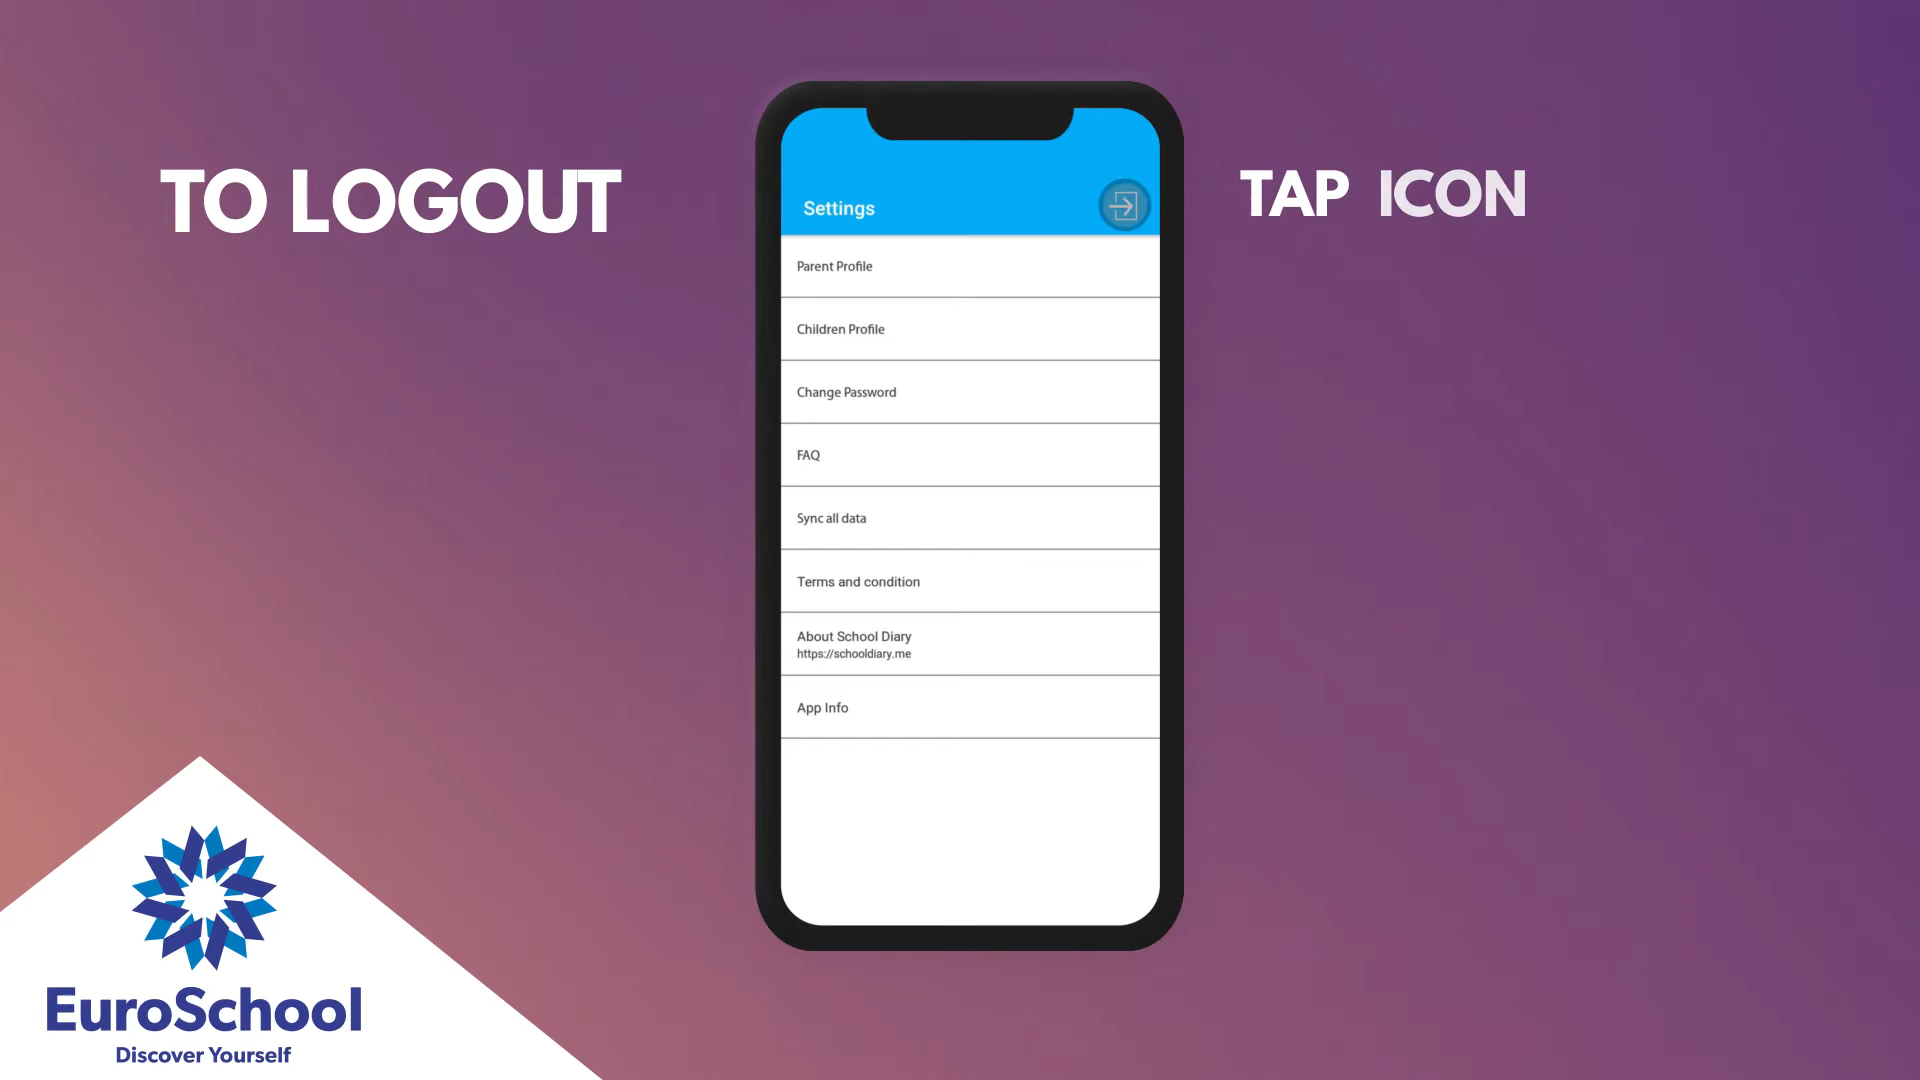 TO LOGOUT
TAP ICON
Settings
Parent Profile
Children Profile
Change Password
FAQ
Sync all data
Terms and condition
About School Diary
https://schooldiary.me
App Info
EuroSchool
Discover Yourself